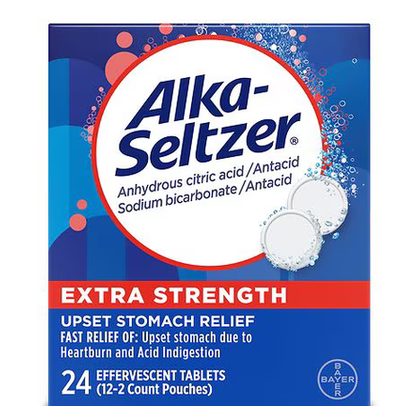 Alka-
Seltzer®
Anhydrous citric acid/Antacid
Sodium bicarbonate/Antacid
EXTRA STRENGTH
UPSET STOMACH RELIEF
FAST RELIEF OF: Upset stomach due to
Heartburn and Acid Indigestion
24 EFFERVESCENT TABLETS
(12-2 Count Pouches)
BAYER
BAYER